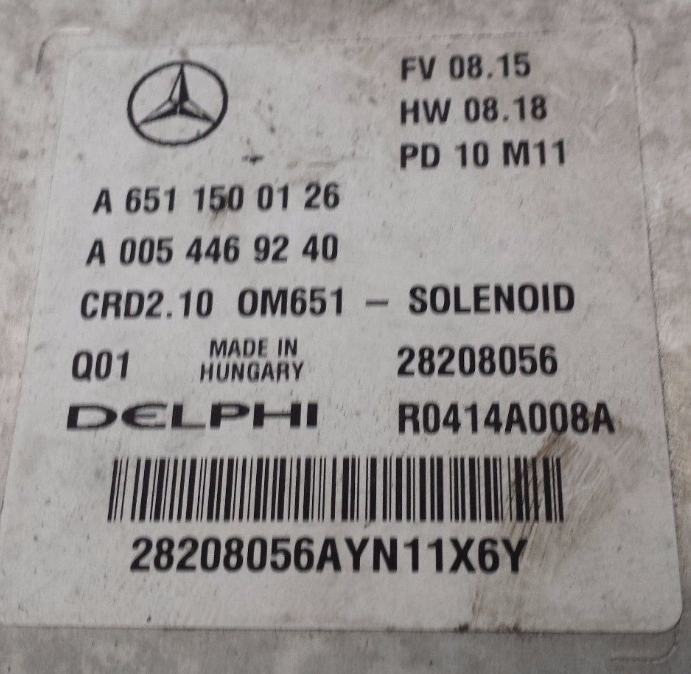 FV 08.15
HW 08.18
PD 10 M11
A 651 150 01 26
A 005 446 92 40
CRD2.10 OM651 – SOLENOID
Q01 MADE IN HUNGARY 28208056
DELPHI R0414A008A
28208056AYN11X6Y